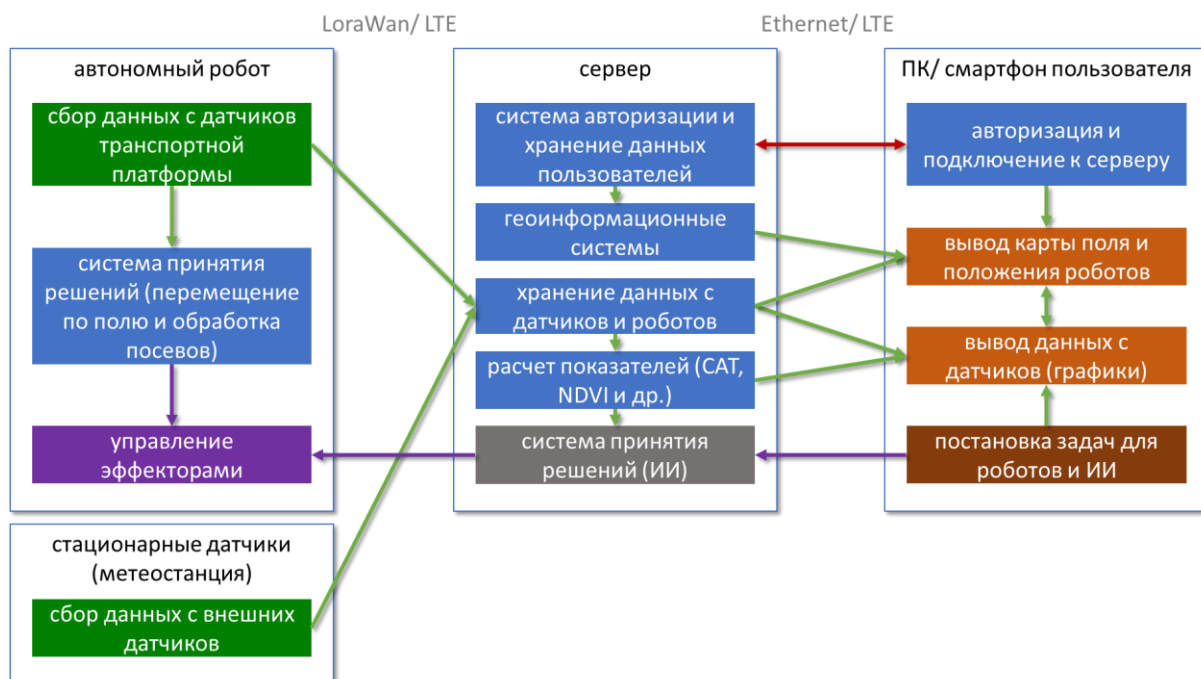 LoraWan/ LTE
Ethernet/ LTE
автономный робот
сбор данных с датчиков
транспортной
платформы
система принятия
решений (перемещение
по полю и обработка
посевов)
управление
эффекторами
стационарные датчики
(метеостанция)
сбор данных с внешних
датчиков
сервер
система авторизации и
хранение данных
пользователей
геоинформационные
системы
хранение данных с
датчиков и роботов
расчет показателей (САТ,
NDVI и др.)
система принятия
решений (ИИ)
ПК/ смартфон пользователя
авторизация и
подключение к серверу
вывод карты поля и
положения роботов
вывод данных с
датчиков (графики)
постановка задач для
роботов и ИИ